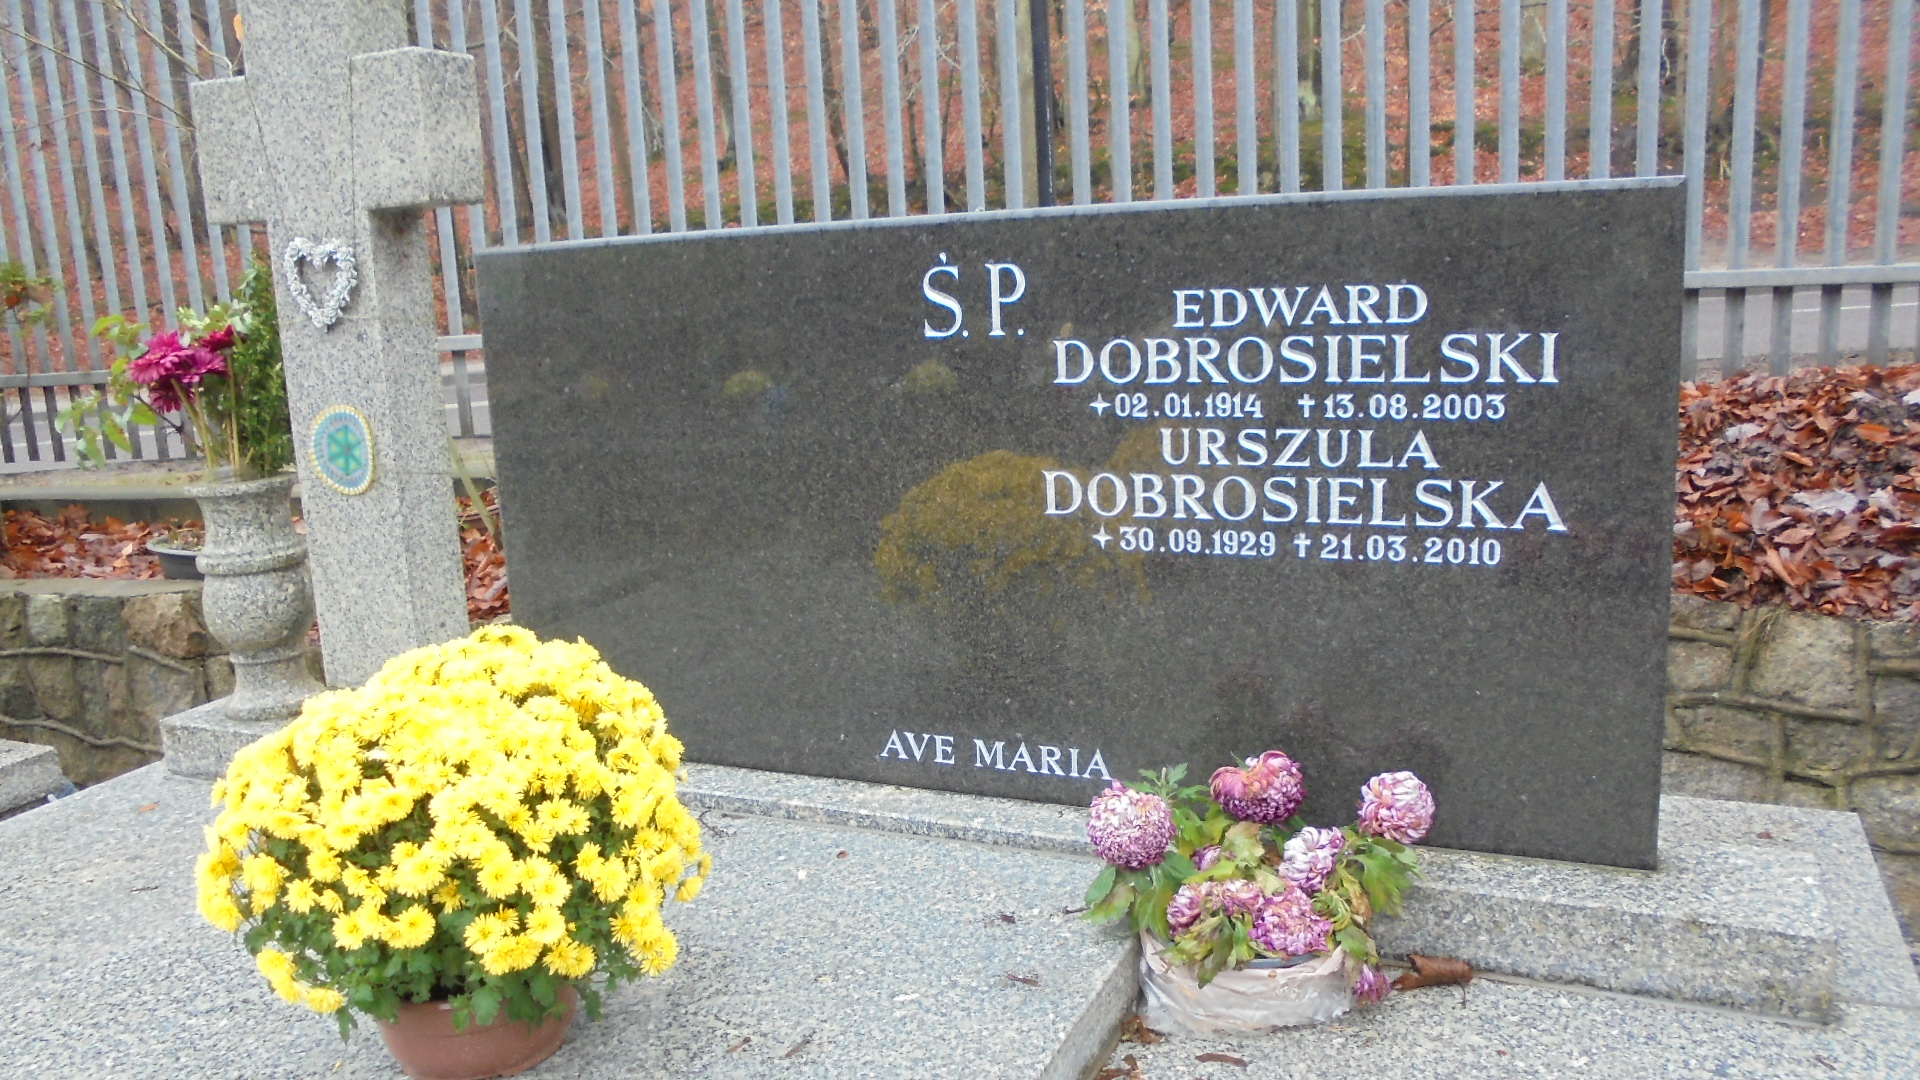 Ś. P.
EDWARD
DOBROSIELSKI
✦02.01.1914 ✝13.08.2003
URSZULA
DOBROSIELSKA
✦30.09.1929 ✝21.03.2010
AVE MARIA